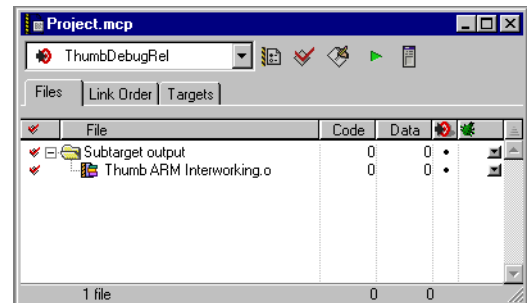 Project.mcp
ThumbDebugRel
Files Link Order Targets
File Code Data
Subtarget output 0 0
Thumb ARM Interworking.o 0 0
1 file 0 0